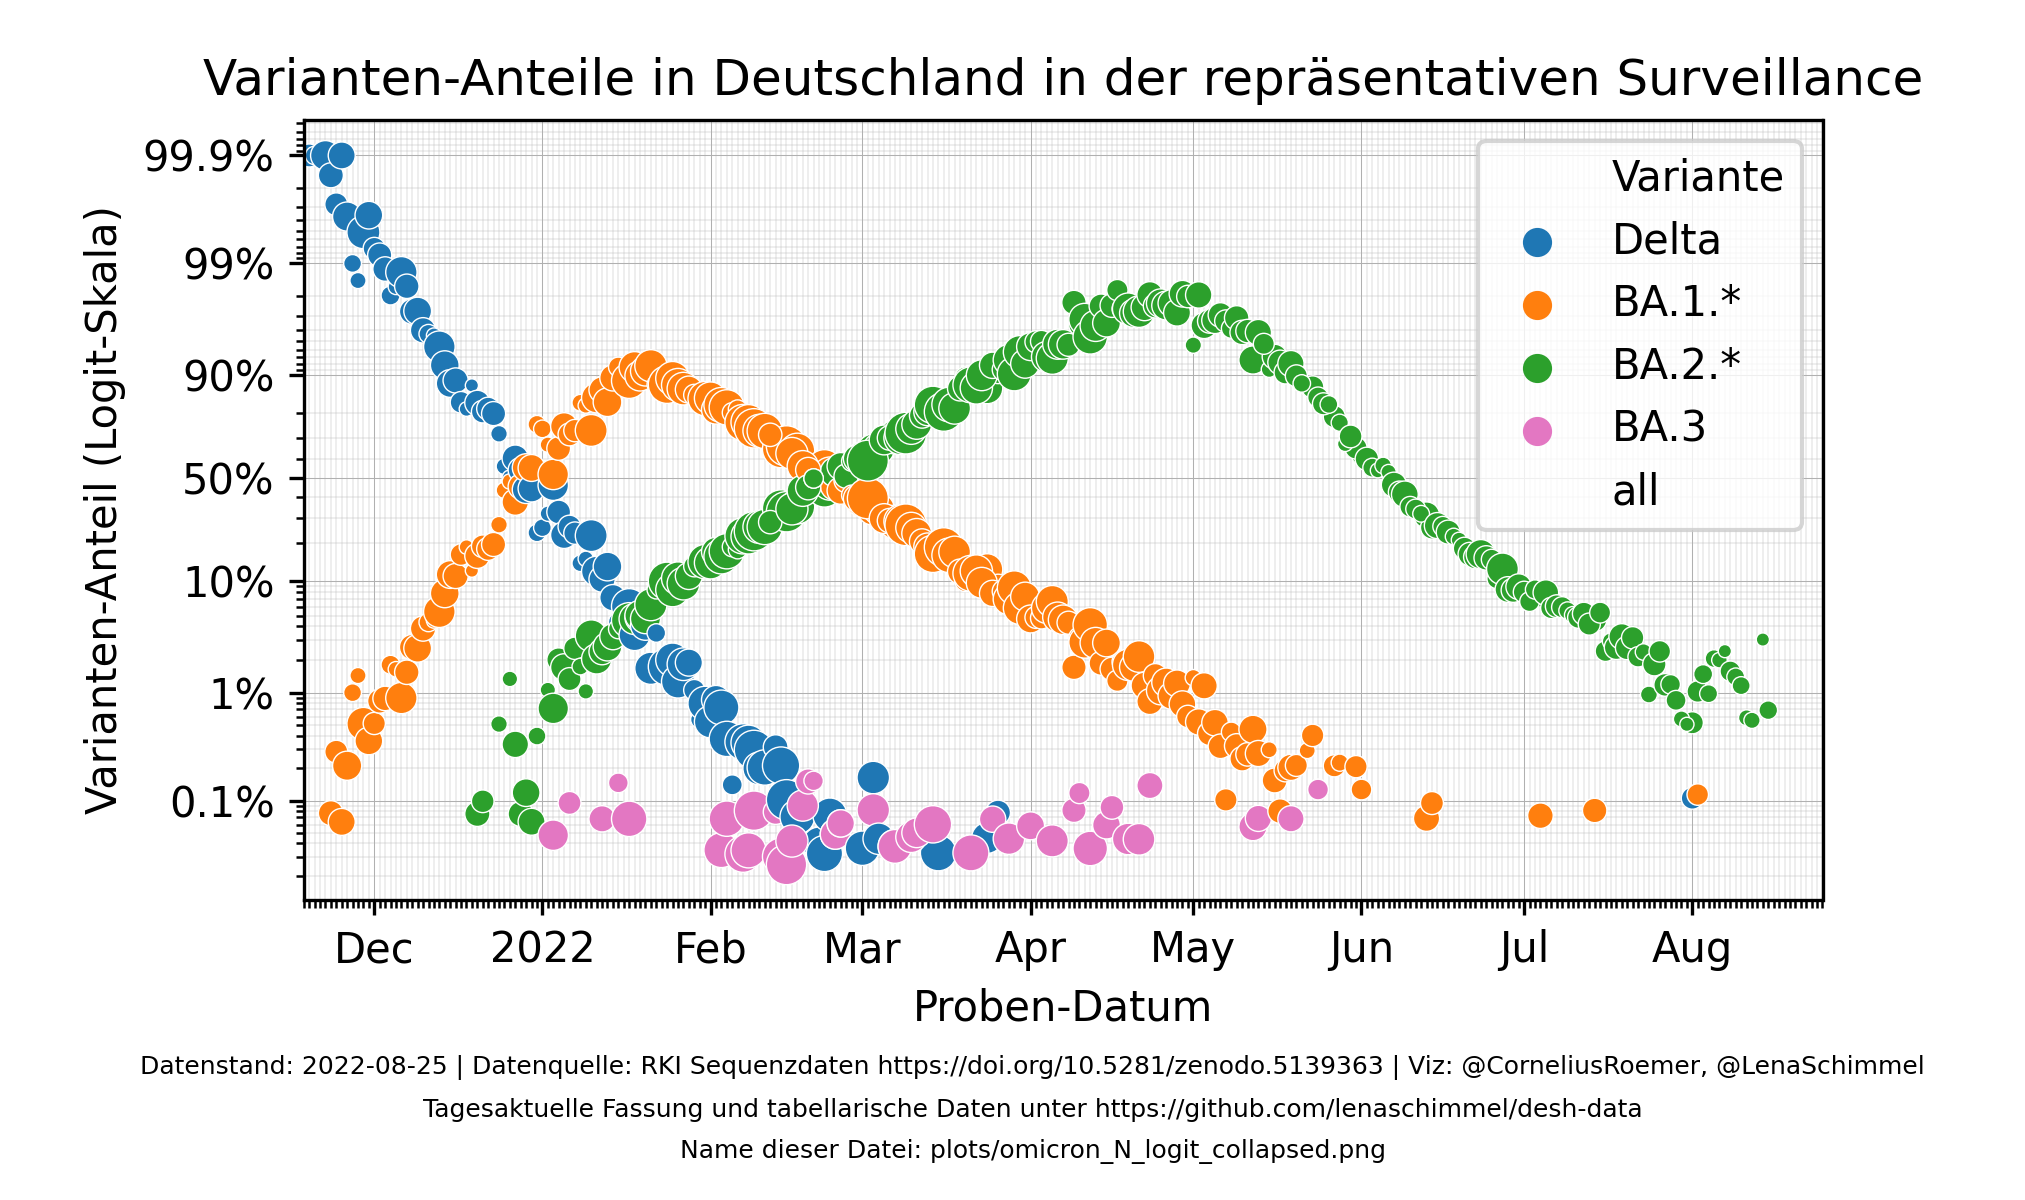 Varianten-Anteile in Deutschland in der repräsentativen Surveillance
Varianten-Anteil (Logit-Skala)
99.9%
99%
90%
50%
10%
1%
0.1%
Variante
Delta
BA.1.*
BA.2.*
BA.3
all
Dec 2022 Feb Mar Apr May Jun Jul Aug
Proben-Datum
Datenstand: 2022-08-25 | Datenquelle: RKI Sequenzdaten https://doi.org/10.5281/zenodo.5139363 | Viz: @CorneliusRoemer, @LenaSchimmel
Tagesaktuelle Fassung und tabellarische Daten unter https://github.com/lenaschimmel/desh-data
Name dieser Datei: plots/omicron_N_logit_collapsed.png